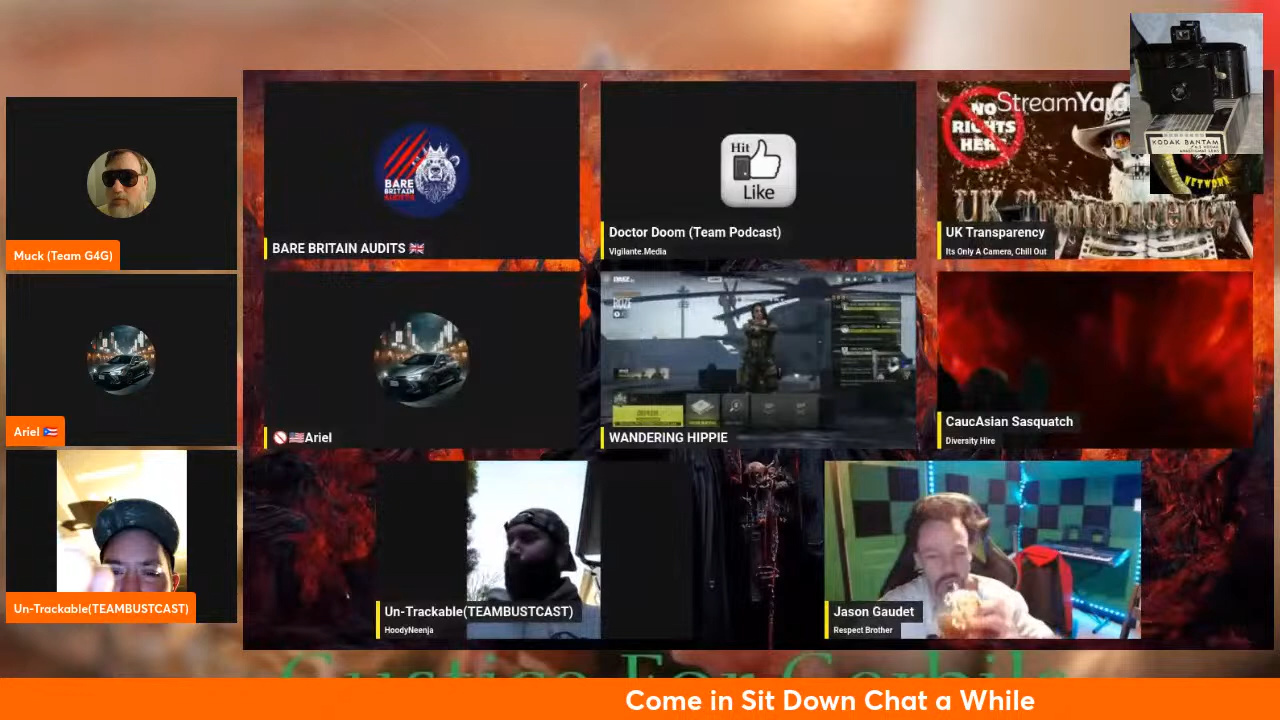 Muck (Team G4G)
Ariel 🇵🇷
Un-Trackable(TEAMBUSTCAST)
BARE
BRITAIN
BARE BRITAIN AUDITS 🇬🇧
Hit
Like
Doctor Doom (Team Podcast)
Vigilante.Media
StreamYard
NO
RIGHTS
HERE
UK Transparency
UK Transparency
Its Only A Camera, Chill Out
KODAK BANTAM
NETWORK
🚫🇺🇸Ariel
WANDERING HIPPIE
CaucAsian Sasquatch
Diversity Hire
Un-Trackable(TEAMBUSTCAST)
HoodyNeenja
Jason Gaudet
Respect Brother
Come in Sit Down Chat a While